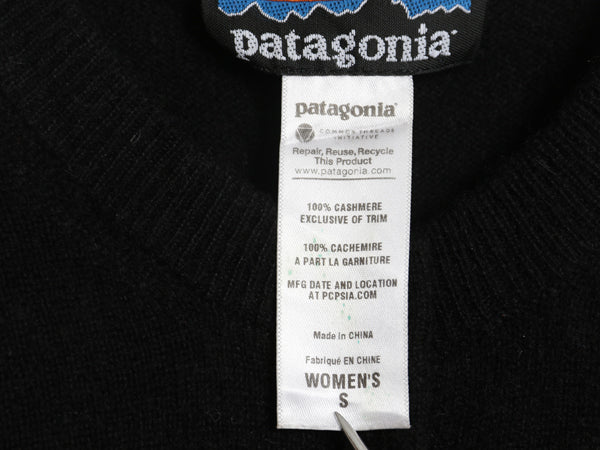 patagonia
patagonia
COMMON THREADS
INITIATIVE
Repair, Reuse, Recycle
This Product
www.patagonia.com
100% CASHMERE
EXCLUSIVE OF TRIM
100% CACHEMIRE
A PART LA GARNITURE
MFG DATE AND LOCATION
AT PCPSIA.COM
Made in CHINA
Fabriqué EN CHINE
WOMEN'S
S